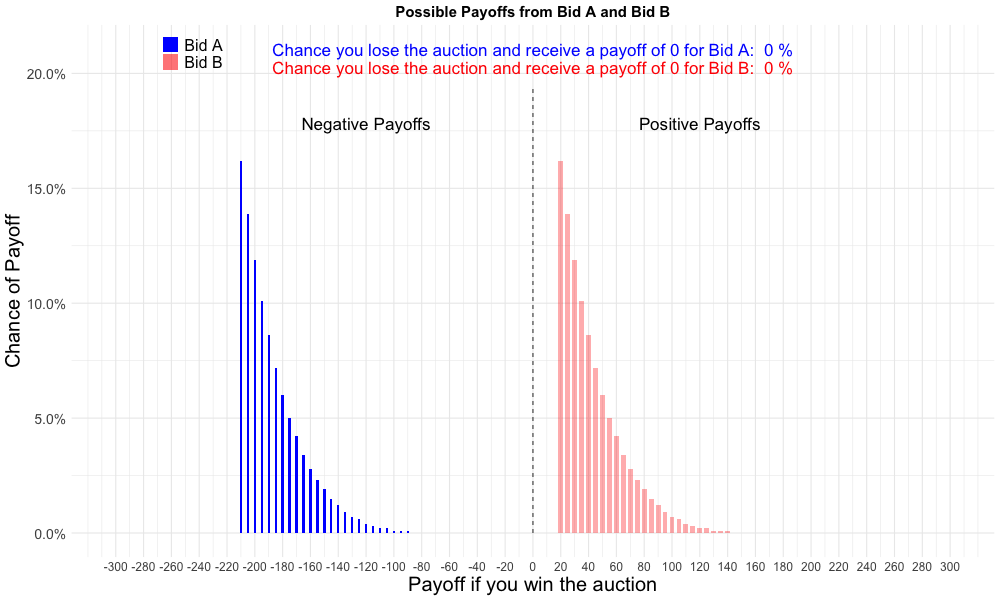 Possible Payoffs from Bid A and Bid B
Bid A
Bid B
Chance you lose the auction and receive a payoff of 0 for Bid A:  0 %
Chance you lose the auction and receive a payoff of 0 for Bid B:  0 %
Negative Payoffs
Positive Payoffs
Chance of Payoff
20.0%
15.0%
10.0%
5.0%
0.0%
-300 -280 -260 -240 -220 -200 -180 -160 -140 -120 -100 -80 -60 -40 -20 0 20 40 60 80 100 120 140 160 180 200 220 240 260 280 300
Payoff if you win the auction